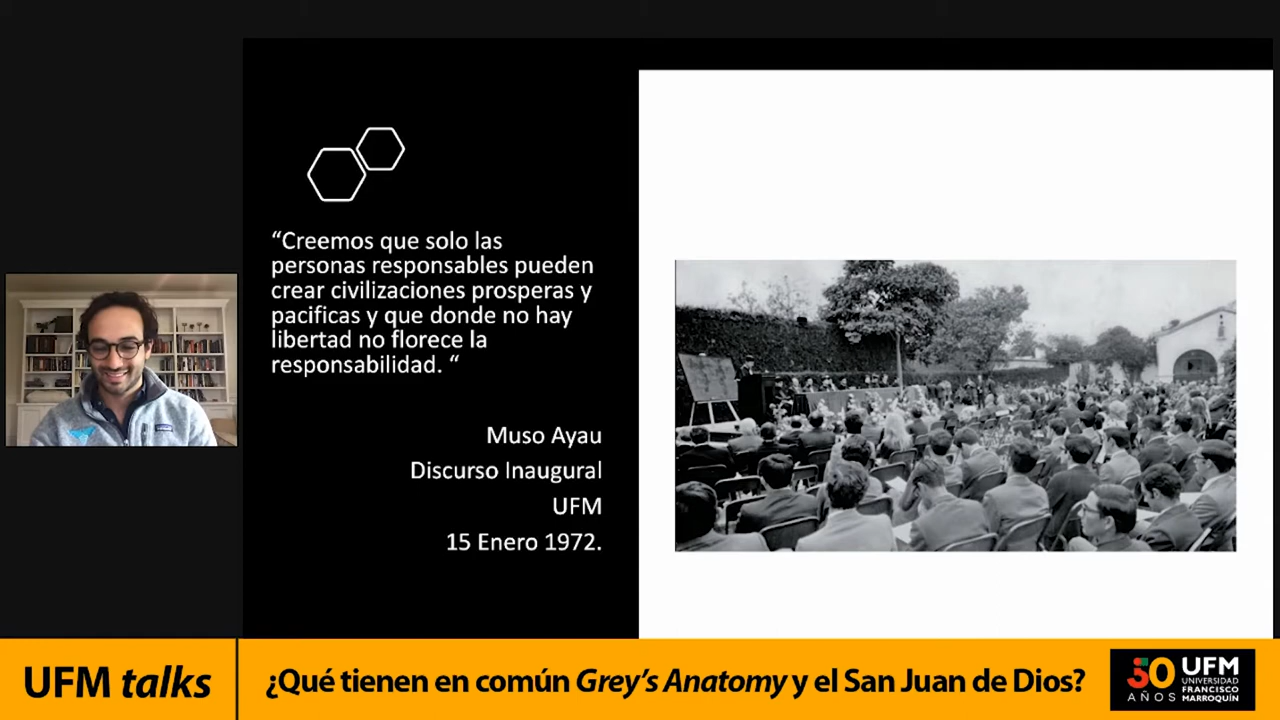 “Creemos que solo las
personas responsables pueden
crear civilizaciones prosperas y
pacificas y que donde no hay
libertad no florece la
responsabilidad. “
Muso Ayau
Discurso Inaugural
UFM
15 Enero 1972.
UFM talks
¿Qué tienen en común Grey’s Anatomy y el San Juan de Dios?
50
AÑOS
UFM
UNIVERSIDAD
FRANCISCO
MARROQUÍN